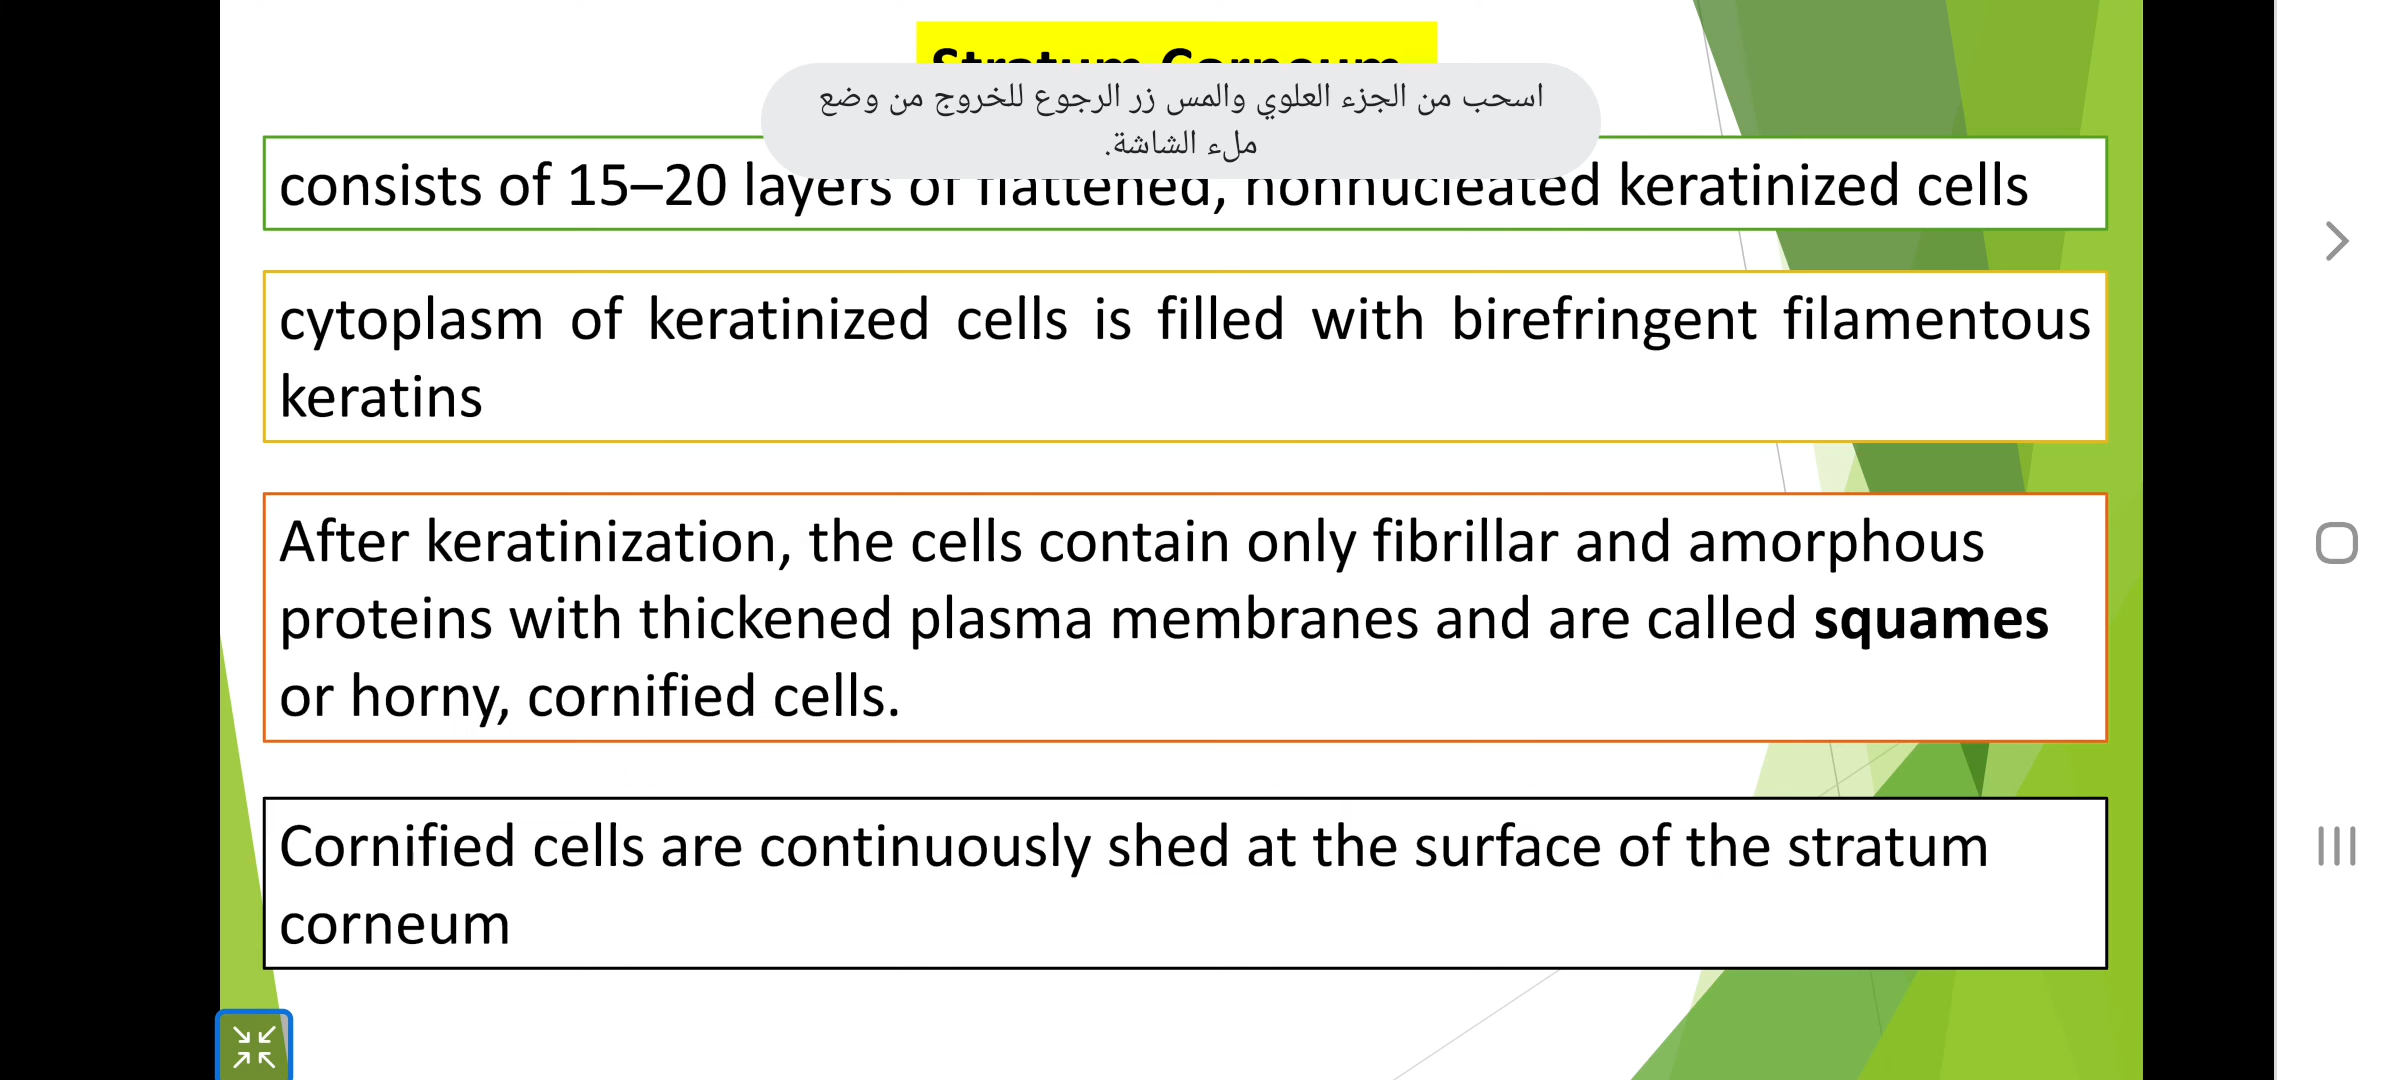 Stratum Corneum
اسحب من الجزء العلوي والمس زر الرجوع للخروج من وضع
ملء الشاشة.
consists of 15–20 layers of flattened, nonnucleated keratinized cells
cytoplasm of keratinized cells is filled with birefringent filamentous
keratins
After keratinization, the cells contain only fibrillar and amorphous
proteins with thickened plasma membranes and are called squames
or horny, cornified cells.
Cornified cells are continuously shed at the surface of the stratum
corneum